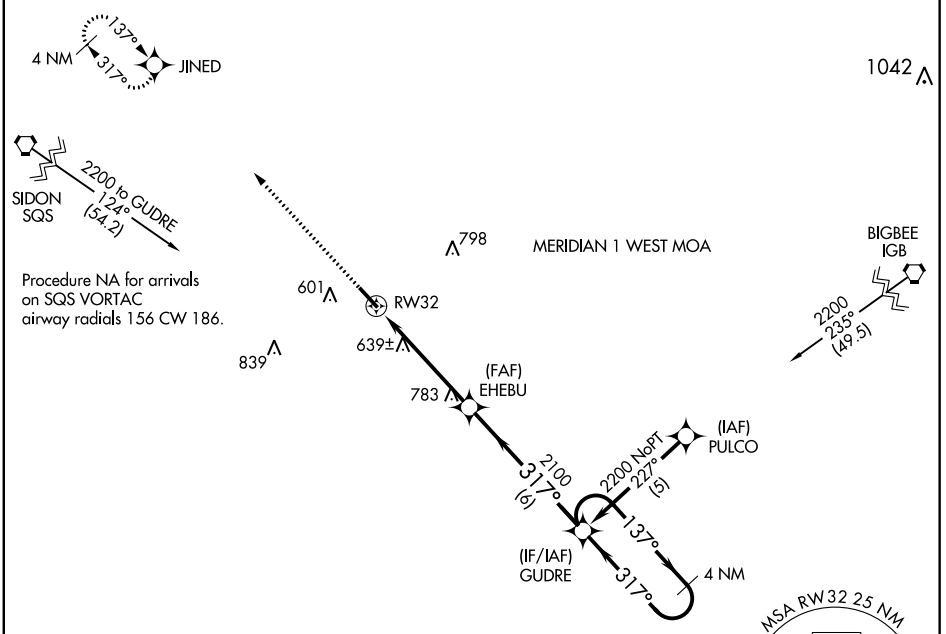 137°
4 NM
317°
JINED
1042
SIDON
SQS
2200 to GUDRE
124°
(54.2)
Procedure NA for arrivals
on SQS VORTAC
airway radials 156 CW 186.
798
MERIDIAN 1 WEST MOA
BIGBEE
IGB
2200
235°
(49.5)
601
RW32
639±
839
(FAF)
EHEBU
783
(IAF)
PULCO
2200 NoPT
227°
(5)
2100
317°
(6)
137°
(IF/IAF)
GUDRE
317°
4 NM
MSA RW32 25 NM